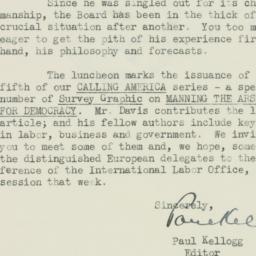 Since he was singled out for its ch
manship, the Board has been in the thick of
crucial situation after another. You too m
eager to get the pith of his experience fir
hand, his philosophy and forecasts.
The luncheon marks the issuance of
fifth of our CALLING AMERICA series - a spe
number of Survey Graphic on MANNING THE ARS
FOR DEMOCRACY. Mr. Davis contributes the l
article; and his fellow authors include key
in labor, business and government. We invi
you to meet some of them and, we hope, some
the distinguished European delegates to the
ference of the International Labor Office,
session that week.
Sincerely,
Paul Kellogg
Editor